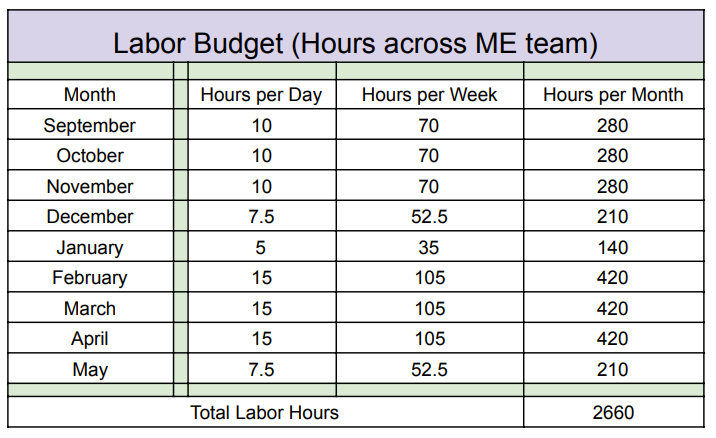 Labor Budget (Hours across ME team)
Month Hours per Day Hours per Week Hours per Month
September 10 70 280
October 10 70 280
November 10 70 280
December 7.5 52.5 210
January 5 35 140
February 15 105 420
March 15 105 420
April 15 105 420
May 7.5 52.5 210
Total Labor Hours 2660